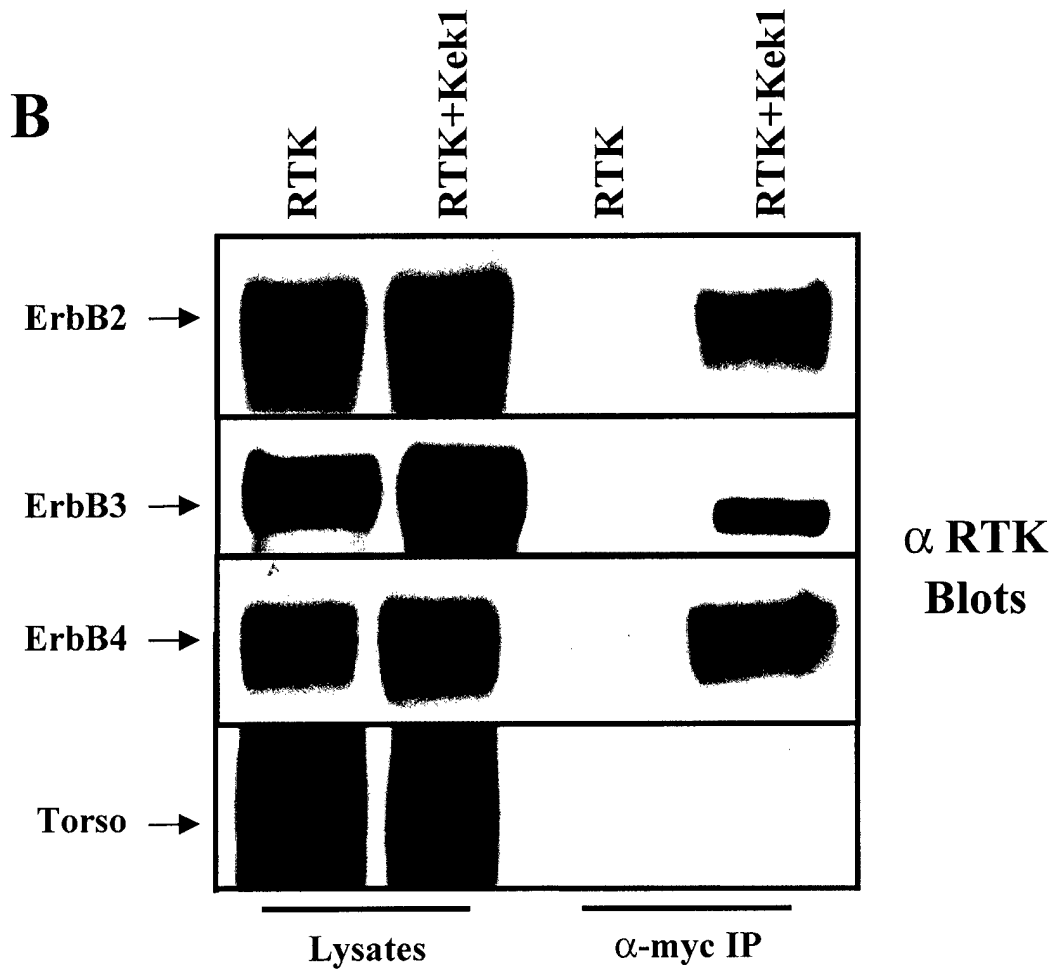 B
RTK
RTK+Kek1
RTK
RTK+Kek1
ErbB2
ErbB3
ErbB4
Torso
α RTK
Blots
Lysates
α-myc IP